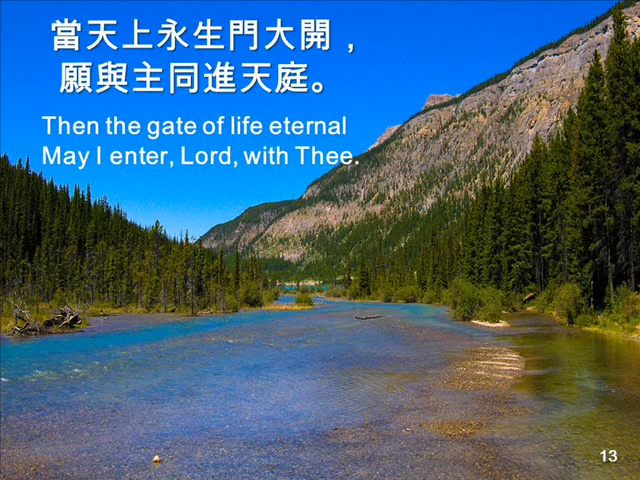 當天上永生門大開，
願與主同進天庭。
Then the gate of life eternal
May I enter, Lord, with Thee.
13